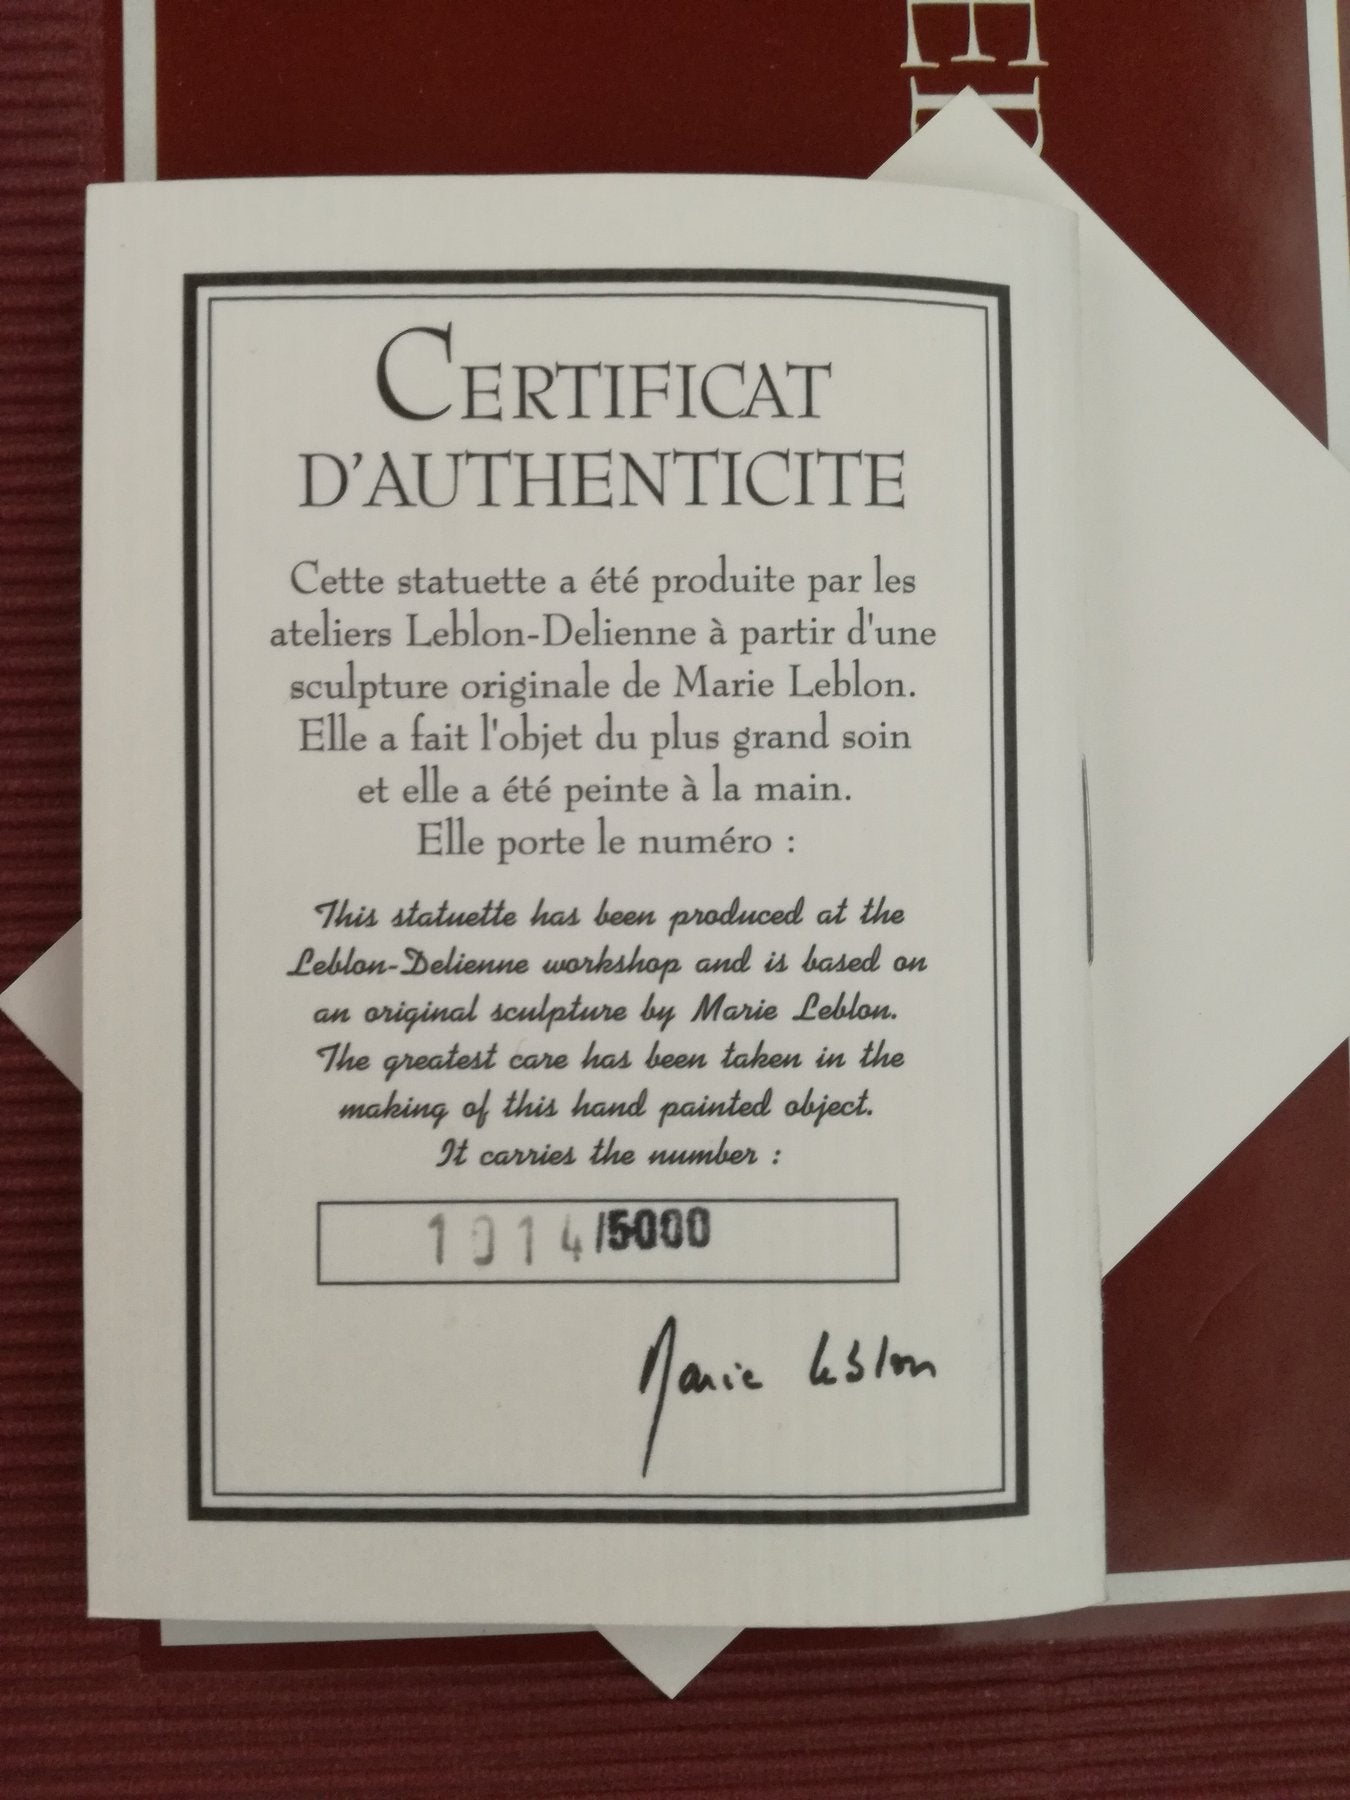 CERTIFICAT
D'AUTHENTICITE
Cette statuette a été produite par les
ateliers Leblon-Delienne à partir d'une
sculpture originale de Marie Leblon.
Elle a fait l'objet du plus grand soin
et elle a été peinte à la main.
Elle porte le numéro :
This statuette has been produced at the
Leblon-Delienne workshop and is based on
an original sculpture by Marie Leblon.
The greatest care has been taken in the
making of this hand painted object.
It carries the number :
1014/5000
Marie Leblon